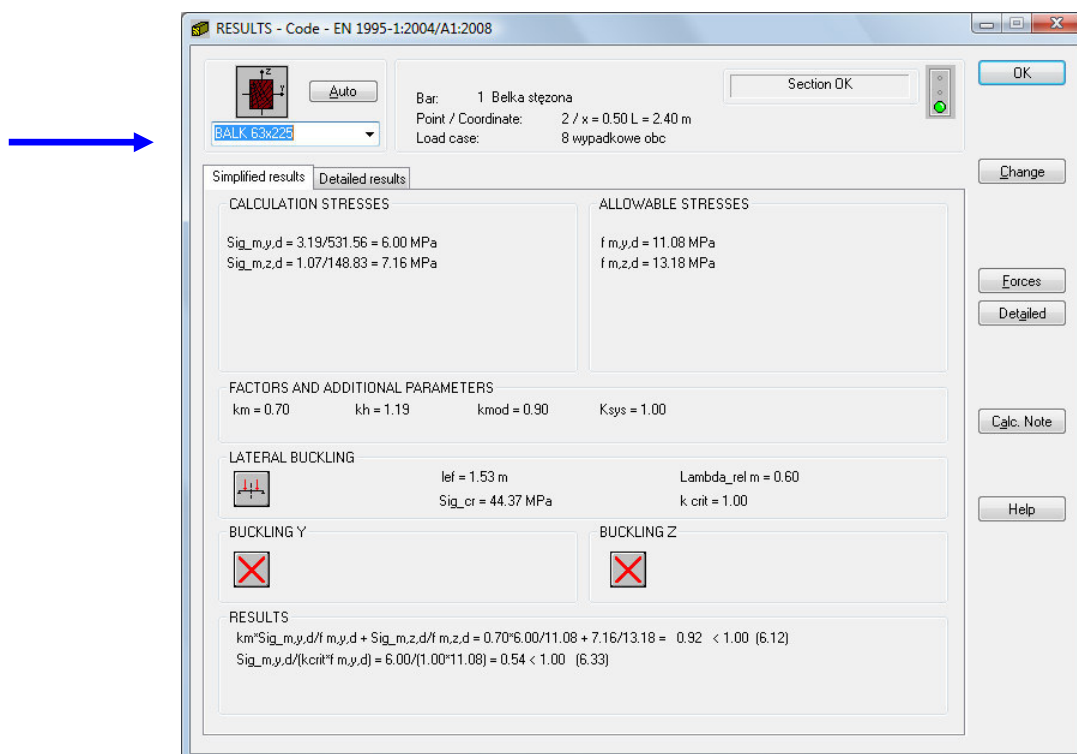 RESULTS - Code - EN 1995-1:2004/A1:2008
z
y
Auto
BALK 63x225
Bar: 1 Belka stężona
Point / Coordinate: 2 / x = 0.50 L = 2.40 m
Load case: 8 wypadkowe obc
Section OK
OK
Change
Forces
Detailed
Calc. Note
Help
Simplified results Detailed results
CALCULATION STRESSES
Sig_m,y,d = 3.19/531.56 = 6.00 MPa
Sig_m,z,d = 1.07/148.83 = 7.16 MPa
ALLOWABLE STRESSES
f m,y,d = 11.08 MPa
f m,z,d = 13.18 MPa
FACTORS AND ADDITIONAL PARAMETERS
km = 0.70 kh = 1.19 kmod = 0.90 Ksys = 1.00
LATERAL BUCKLING
lef = 1.53 m Lambda_rel m = 0.60
Sig_cr = 44.37 MPa k crit = 1.00
BUCKLING Y
BUCKLING Z
RESULTS
km*Sig_m,y,d/f m,y,d + Sig_m,z,d/f m,z,d = 0.70*6.00/11.08 + 7.16/13.18 = 0.92 < 1.00 (6.12)
Sig_m,y,d/(kcrit*f m,y,d) = 6.00/(1.00*11.08) = 0.54 < 1.00 (6.33)